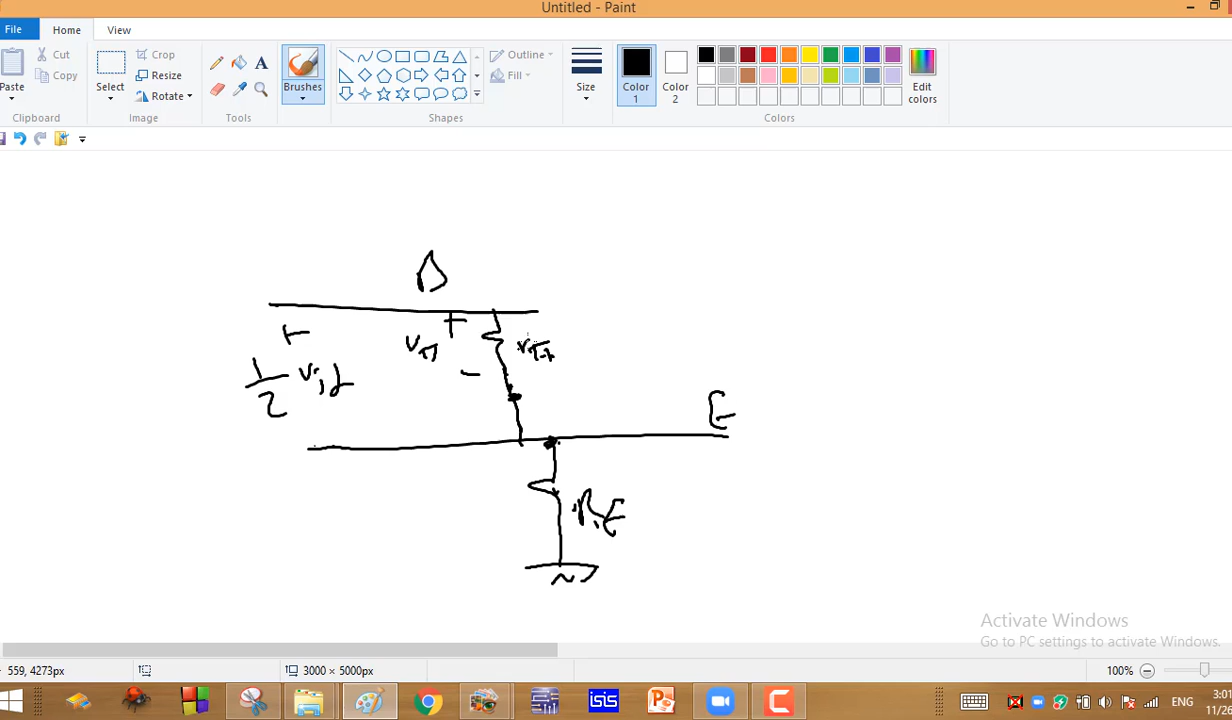 Untitled - Paint
File
Home
View
Paste
Cut
Copy
Clipboard
Select
Crop
Resize
Rotate
Image
Tools
Brushes
Outline
Fill
Shapes
Size
Color
1
Color
2
Edit
colors
Colors
+
+
vπ
1/2 vid
−
E
RE
Activate Windows
Go to PC settings to activate Windows.
559, 4273px
3000 × 5000px
100%
isis
3:01